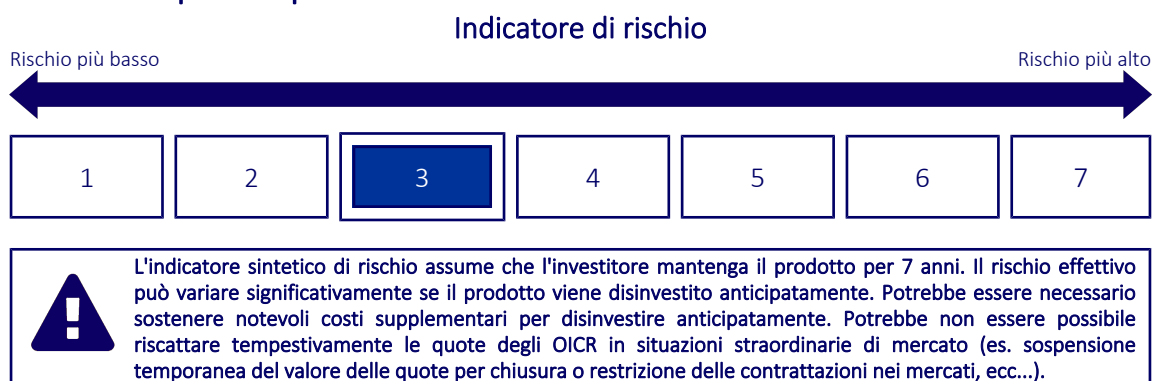 Indicatore di rischio
Rischio più basso
Rischio più alto
1 2 3 4 5 6 7
L'indicatore sintetico di rischio assume che l'investitore mantenga il prodotto per 7 anni. Il rischio effettivo
può variare significativamente se il prodotto viene disinvestito anticipatamente. Potrebbe essere necessario
sostenere notevoli costi supplementari per disinvestire anticipatamente. Potrebbe non essere possibile
riscattare tempestivamente le quote degli OICR in situazioni straordinarie di mercato (es. sospensione
temporanea del valore delle quote per chiusura o restrizione delle contrattazioni nei mercati, ecc...).